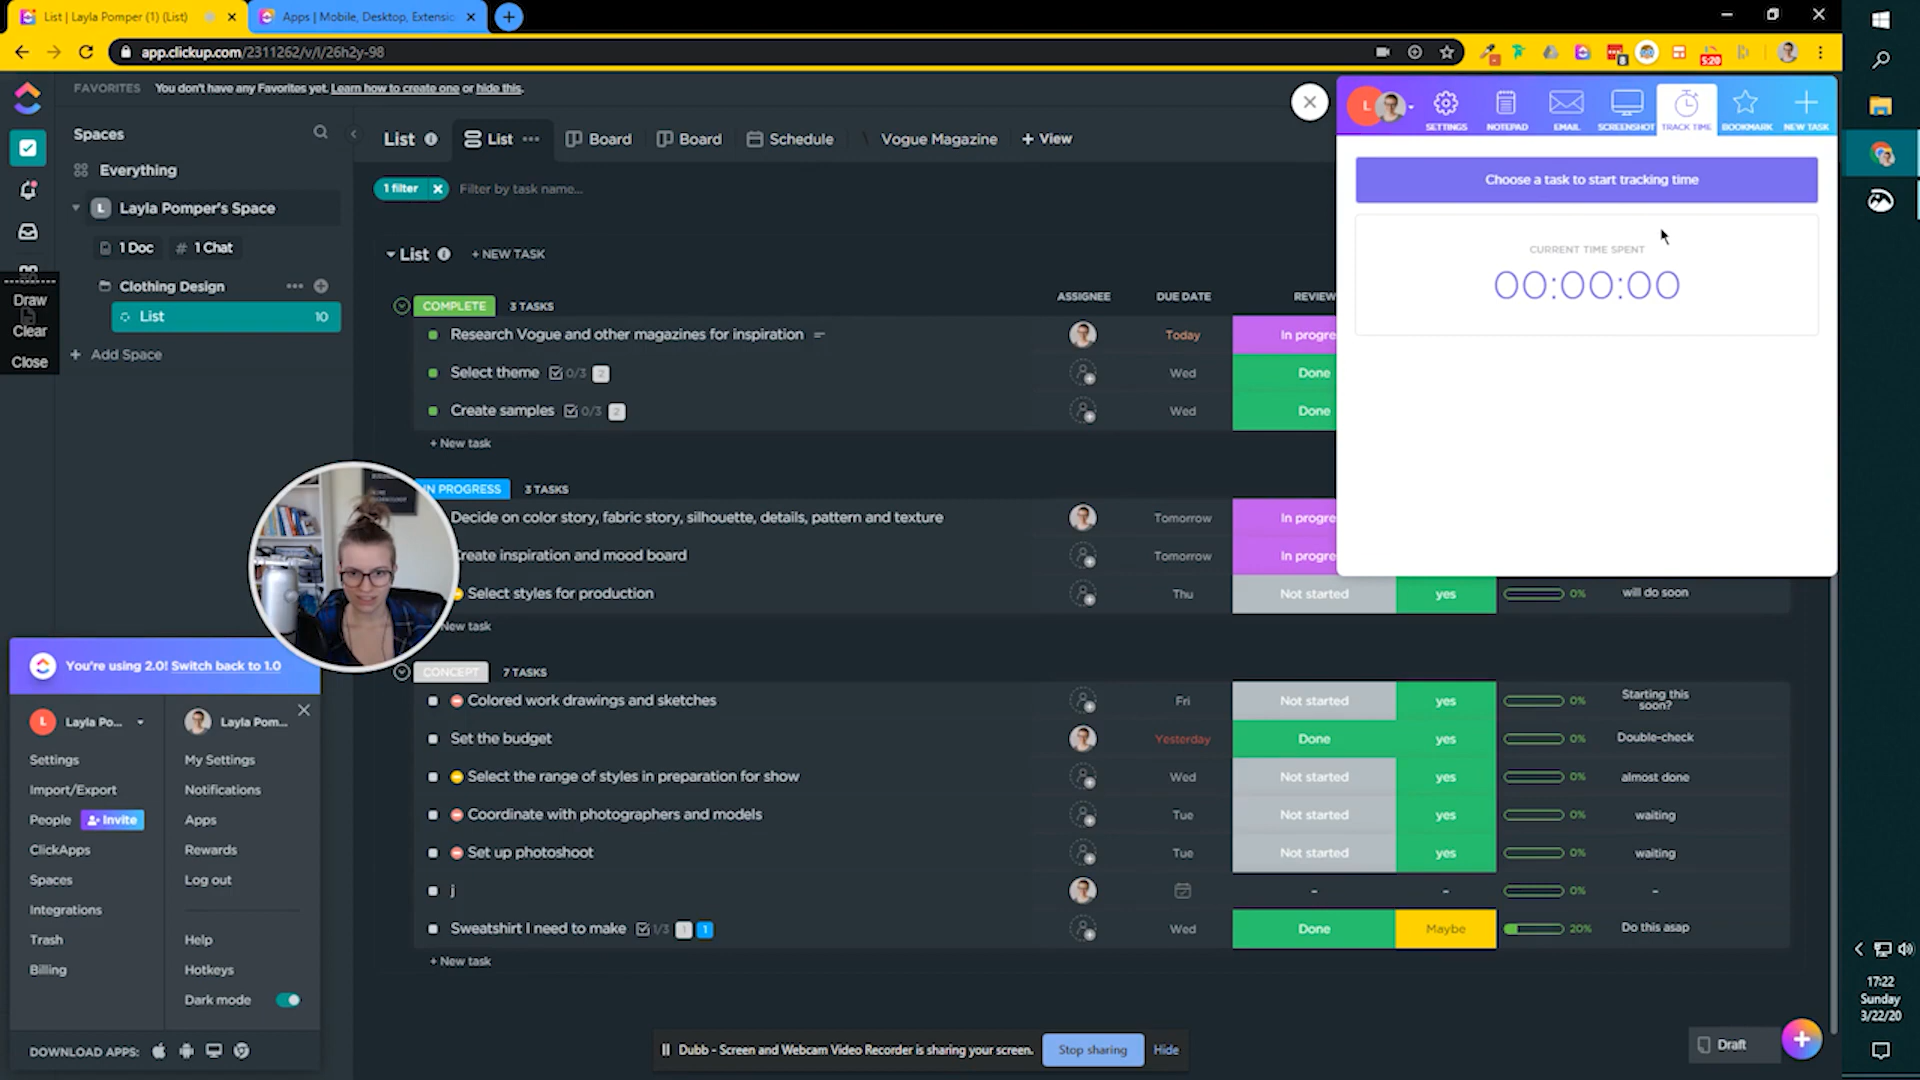 List | Layla Pomper (1) (List)
Apps | Mobile, Desktop, Extensio
app.clickup.com/2311262/v/l/26h2y-98
8
5:20
FAVORITES You don't have any Favorites yet. Learn how to create one or hide this.
Spaces
Everything
L Layla Pomper's Space
1 Doc # 1 Chat
Clothing Design
List 10
+ Add Space
Draw
Clear
Close
List List Board Board Schedule Vogue Magazine + View
1 filter Filter by task name...
List + NEW TASK
COMPLETE 3 TASKS ASSIGNEE DUE DATE REVIEW
Research Vogue and other magazines for inspiration Today In progre
Select theme 0/3 2 Wed Done
Create samples 0/3 2 Wed Done
+ New task
IN PROGRESS 3 TASKS
Decide on color story, fabric story, silhouette, details, pattern and texture Tomorrow In progre
Create inspiration and mood board Tomorrow In progre
Select styles for production Thu Not started yes 0% will do soon
New task
CONCEPT 7 TASKS
Colored work drawings and sketches Fri Not started yes 0% Starting this soon?
Set the budget Yesterday Done yes 0% Double-check
Select the range of styles in preparation for show Wed Not started yes 0% almost done
Coordinate with photographers and models Tue Not started yes 0% waiting
Set up photoshoot Tue Not started yes 0% waiting
j - - 0% -
Sweatshirt I need to make 1/3 1 1 Wed Done Maybe 20% Do this asap
+ New task
L SETTINGS NOTEPAD EMAIL SCREENSHOT TRACK TIME BOOKMARK NEW TASK
Choose a task to start tracking time
CURRENT TIME SPENT
00:00:00
You're using 2.0! Switch back to 1.0
L Layla Po... Layla Pom...
Settings My Settings
Import/Export Notifications
People Invite Apps
ClickApps Rewards
Spaces Log out
Integrations
Trash Help
Billing Hotkeys
Dark mode
DOWNLOAD APPS:
Dubb - Screen and Webcam Video Recorder is sharing your screen. Stop sharing Hide
Draft
17:22
Sunday
3/22/20